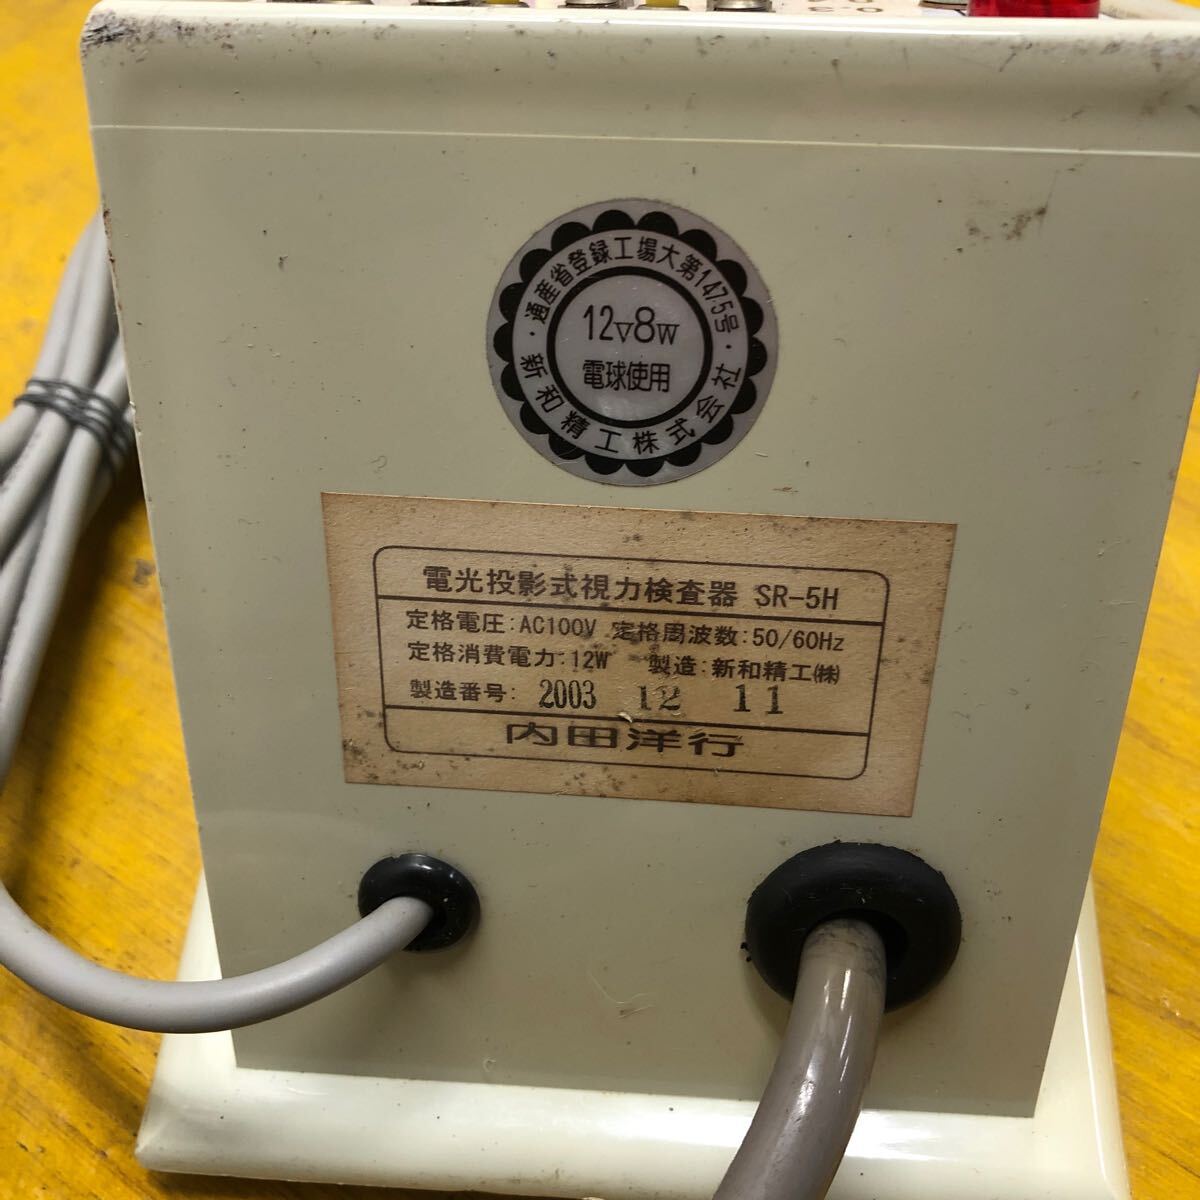 ・通産省登録工場大第1475号・
12V8W
電球使用
新和精工株式会社
電光投影式視力検査器 SR-5H
定格電圧:AC100V 定格周波数:50/60Hz
定格消費電力:12W 製造:新和精工㈱
製造番号: 2003 12 11
内田洋行